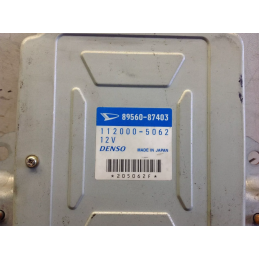 89560-87403
112000-5062
12V
DENSO MADE IN JAPAN
*205062F*